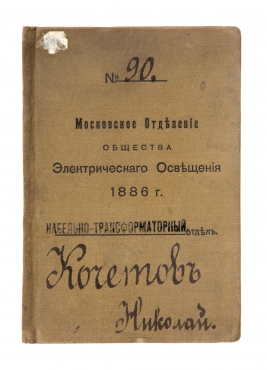 № 90.
Московское Отдѣленіе
ОБЩЕСТВА
Электрическаго Освѣщенія
1886 г.
КАБЕЛЬНО-ТРАНСФОРМАТОРНЫЙ ОТДѢЛЪ.
Кочетовъ
Николай.